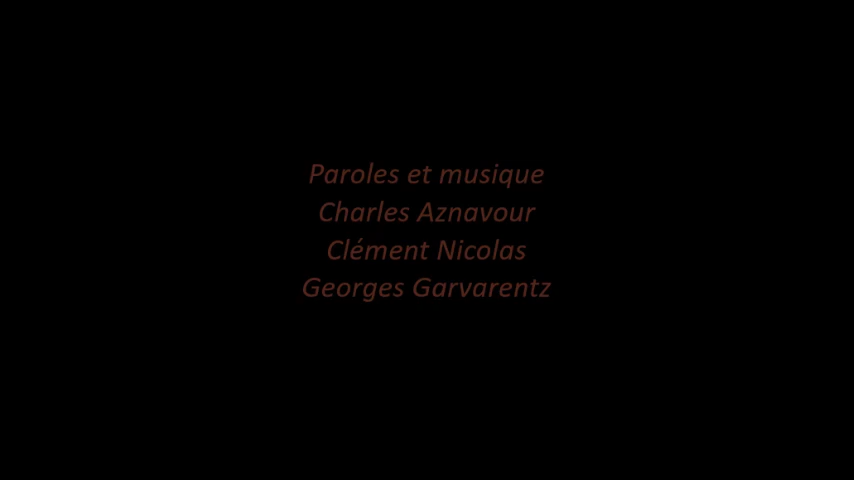 Paroles et musique
Charles Aznavour
Clément Nicolas
Georges Garvarentz